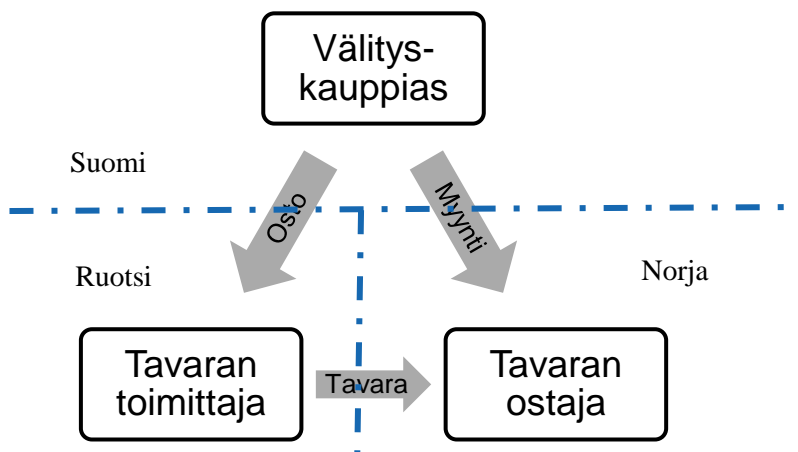 Välitys-
kauppias
Suomi
Osto
Myynti
Ruotsi
Norja
Tavaran
toimittaja
Tavara
Tavaran
ostaja